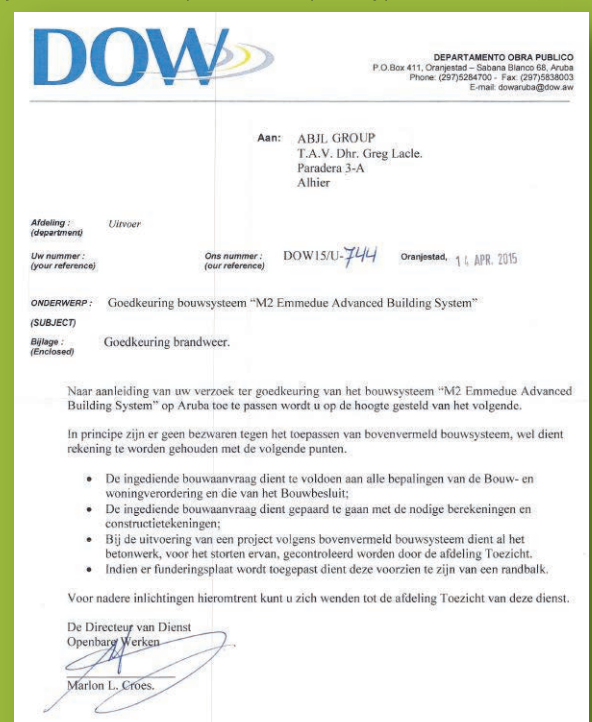 DOW
DEPARTAMENTO OBRA PUBLICO
P.O.Box 411, Oranjestad – Sabana Blanco 68, Aruba
Phone: (297)5284700 - Fax: (297)5838003
E-mail: dowaruba@dow.aw
Aan: ABJL GROUP
T.A.V. Dhr. Greg Lacle.
Paradera 3-A
Alhier
Afdeling : Uitvoer
(department)
Uw nummer : Ons nummer : DOW15/U-744 Oranjestad, APR. 2015
(your reference) (our reference)
ONDERWERP : Goedkeuring bouwsysteem “M2 Emmedue Advanced Building System”
(SUBJECT)
Bijlage : Goedkeuring brandweer.
(Enclosed)
Naar aanleiding van uw verzoek ter goedkeuring van het bouwsysteem “M2 Emmedue Advanced
Building System” op Aruba toe te passen wordt u op de hoogte gesteld van het volgende.
In principe zijn er geen bezwaren tegen het toepassen van bovenvermeld bouwsysteem, wel dient
rekening te worden gehouden met de volgende punten.
• De ingediende bouwaanvraag dient te voldoen aan alle bepalingen van de Bouw- en
woningverordering en die van het Bouwbesluit;
• De ingediende bouwaanvraag dient gepaard te gaan met de nodige berekeningen en
constructietekeningen;
• Bij de uitvoering van een project volgens bovenvermeld bouwsysteem dient al het
betonwerk, voor het storten ervan, gecontroleerd worden door de afdeling Toezicht.
• Indien er funderingsplaat wordt toegepast dient deze voorzien te zijn van een randbalk.
Voor nadere inlichtingen hieromtrent kunt u zich wenden tot de afdeling Toezicht van deze dienst.
De Directeur van Dienst
Openbare Werken
Marlon L. Croes.